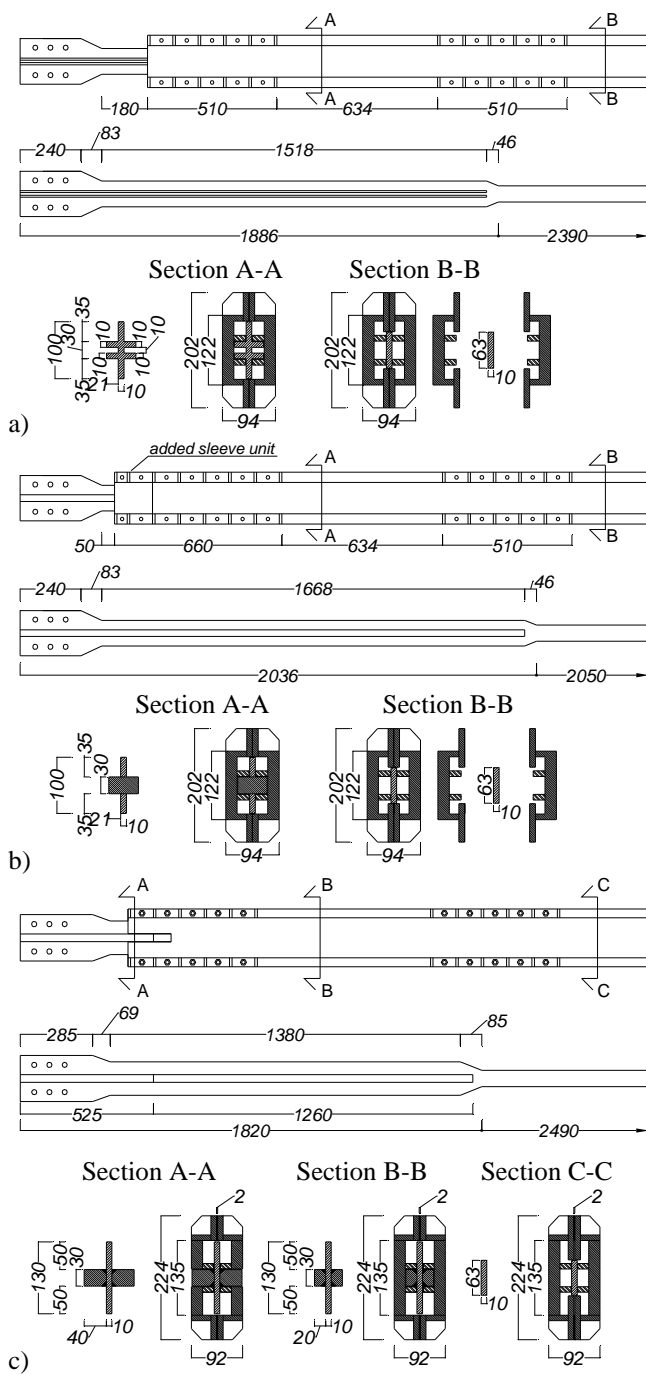 A B
A B
180 510 634 510
83
240 1518 46
1886 2390
Section A-A Section B-B
35 30 100 35 10 10 10 10 10 21 10
202 122 94
202 122 94
63 10
a)
added sleeve unit
A B
A B
50 660 634 510
83
240 1668 46
2036 2050
Section A-A Section B-B
35 30 100 35 21 10
202 122 94
202 122 94
63 10
b)
A B C
A B C
69
285 1380 85
525 1260
1820 2490
Section A-A Section B-B Section C-C
130 50 30 50 40 10
2 224 135 92
130 50 30 50 20 10
2 224 135 92
63 10
2 224 135 92
c)